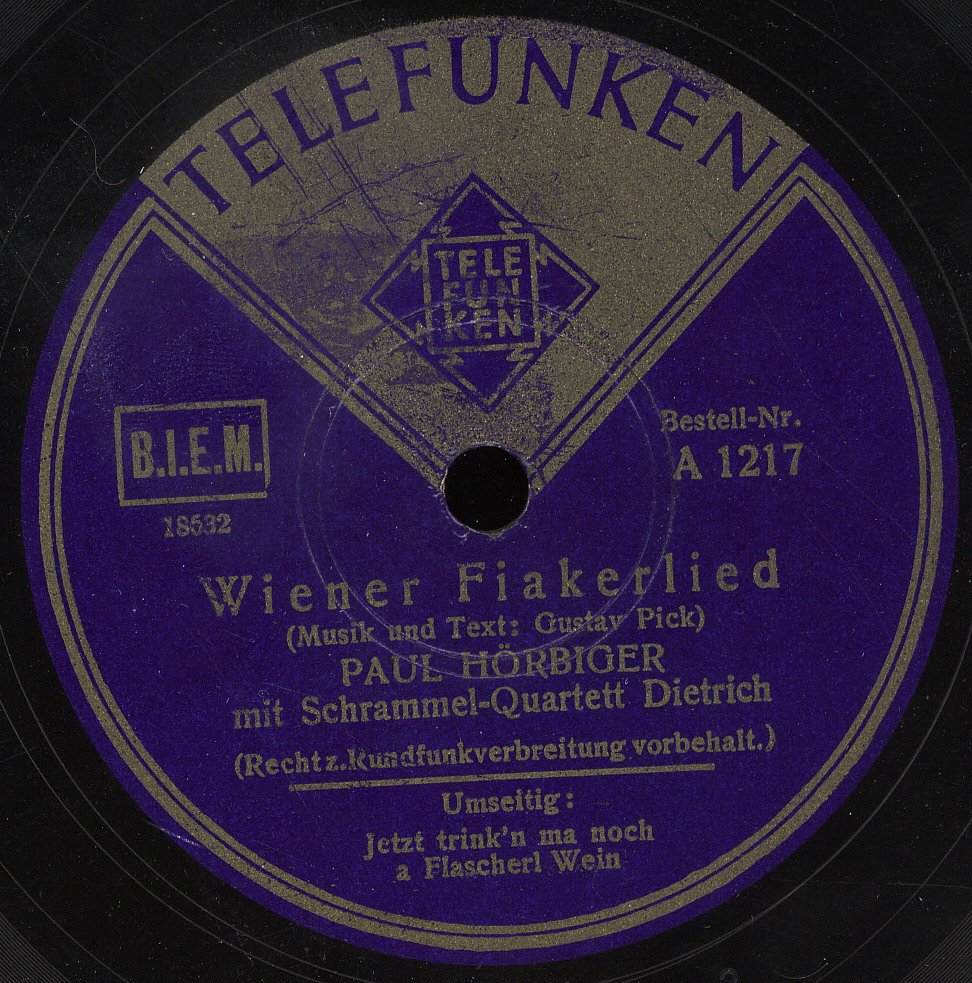 TELEFUNKEN
TELE
FUN
KEN
B.I.E.M.
18532
Bestell-Nr.
A 1217
Wiener Fiakerlied
(Musik und Text: Gustav Pick)
PAUL HÖRBIGER
mit Schrammel-Quartett Dietrich
(Recht z. Rundfunkverbreitung vorbehalt.)
Umseitig:
Jetzt trink'n ma noch
a Flascherl Wein